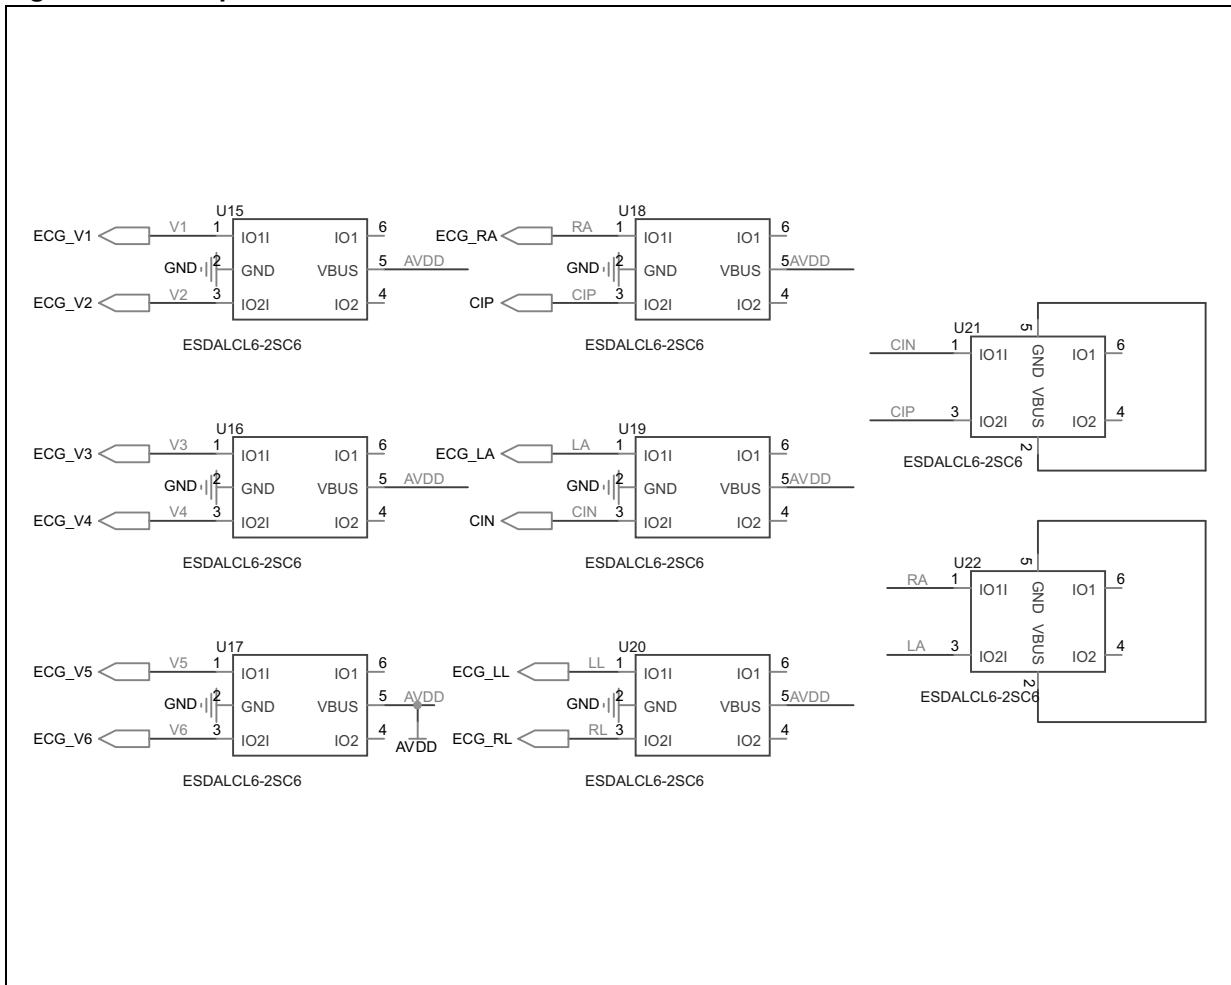 U15
ECG_V1 V1 1 IO1I IO1 6
GND 2 GND VBUS 5 AVDD
ECG_V2 V2 3 IO2I IO2 4
ESDALCL6-2SC6
U18
ECG_RA RA 1 IO1I IO1 6
GND 2 GND VBUS 5 AVDD
CIP CIP 3 IO2I IO2 4
ESDALCL6-2SC6
U21
5
CIN 1 IO1I GND IO1 6
CIP 3 IO2I VBUS IO2 4
2
ESDALCL6-2SC6
U16
ECG_V3 V3 1 IO1I IO1 6
GND 2 GND VBUS 5 AVDD
ECG_V4 V4 3 IO2I IO2 4
ESDALCL6-2SC6
U19
ECG_LA LA 1 IO1I IO1 6
GND 2 GND VBUS 5 AVDD
CIN CIN 3 IO2I IO2 4
ESDALCL6-2SC6
U22
5
RA 1 IO1I GND IO1 6
LA 3 IO2I VBUS IO2 4
2
ESDALCL6-2SC6
U17
ECG_V5 V5 1 IO1I IO1 6
GND 2 GND VBUS 5 AVDD
ECG_V6 V6 3 IO2I IO2 4
AVDD
ESDALCL6-2SC6
U20
ECG_LL LL 1 IO1I IO1 6
GND 2 GND VBUS 5 AVDD
ECG_RL RL 3 IO2I IO2 4
ESDALCL6-2SC6